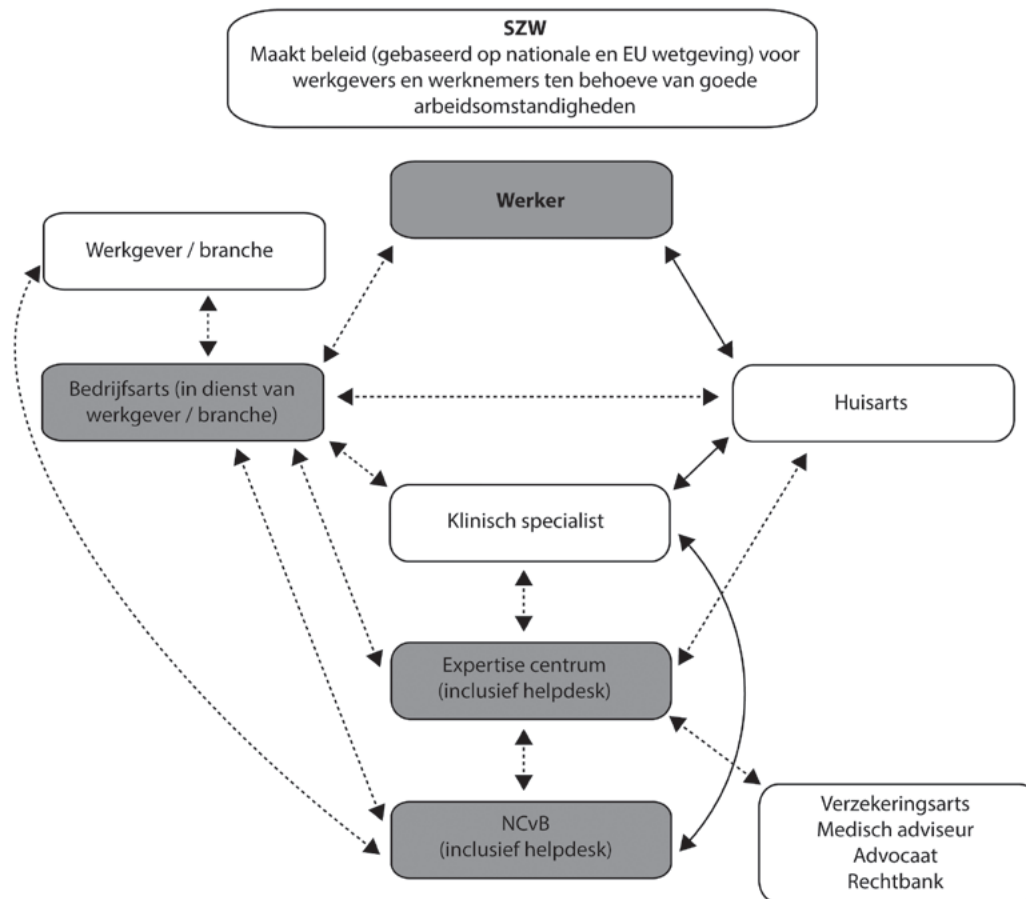 SZW
Maakt beleid (gebaseerd op nationale en EU wetgeving) voor
werkgevers en werknemers ten behoeve van goede
arbeidsomstandigheden
Werker
Werkgever / branche
Bedrijfsarts (in dienst van
werkgever / branche)
Huisarts
Klinisch specialist
Expertise centrum
(inclusief helpdesk)
NCvB
(inclusief helpdesk)
Verzekeringsarts
Medisch adviseur
Advocaat
Rechtbank